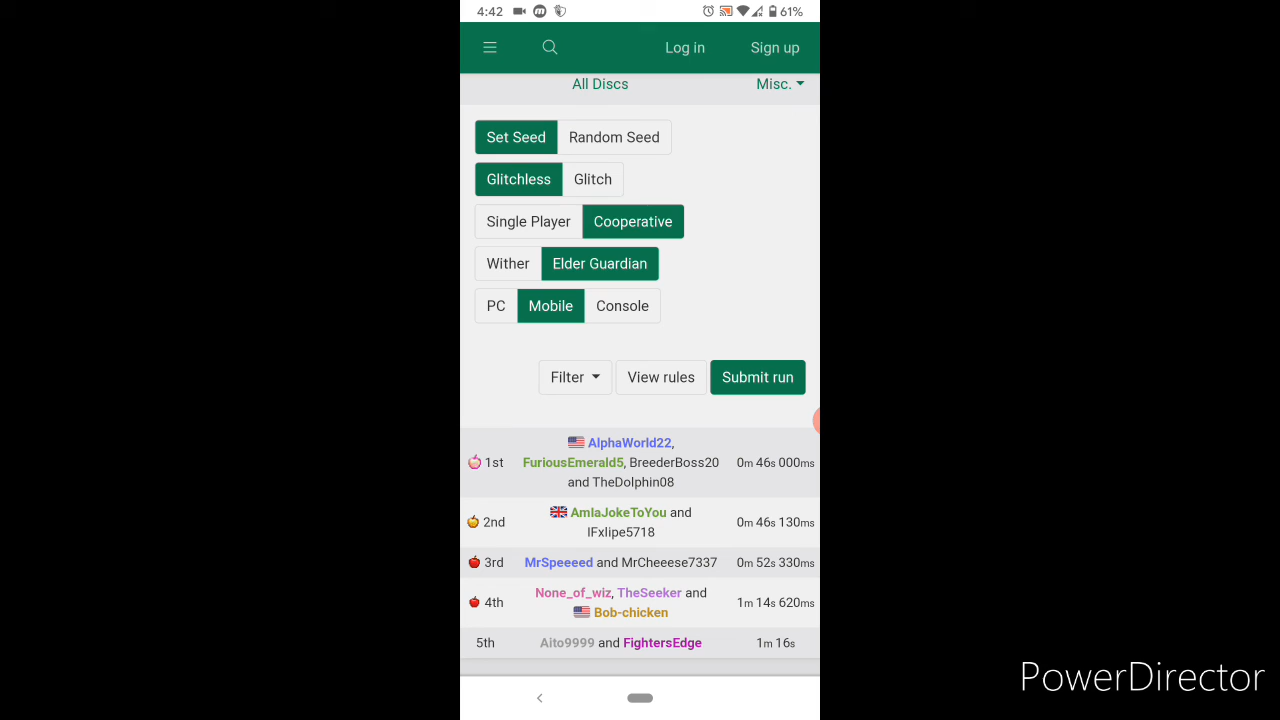 4:42 61%
Log in Sign up
All Discs Misc.
Set Seed Random Seed
Glitchless Glitch
Single Player Cooperative
Wither Elder Guardian
PC Mobile Console
Filter View rules Submit run
1st AlphaWorld22, FuriousEmerald5, BreederBoss20 and TheDolphin08 0m 46s 000ms
2nd AmIaJokeToYou and IFxlipe5718 0m 46s 130ms
3rd MrSpeeeed and MrCheeese7337 0m 52s 330ms
4th None_of_wiz, TheSeeker and Bob-chicken 1m 14s 620ms
5th Aito9999 and FightersEdge 1m 16s
PowerDirector